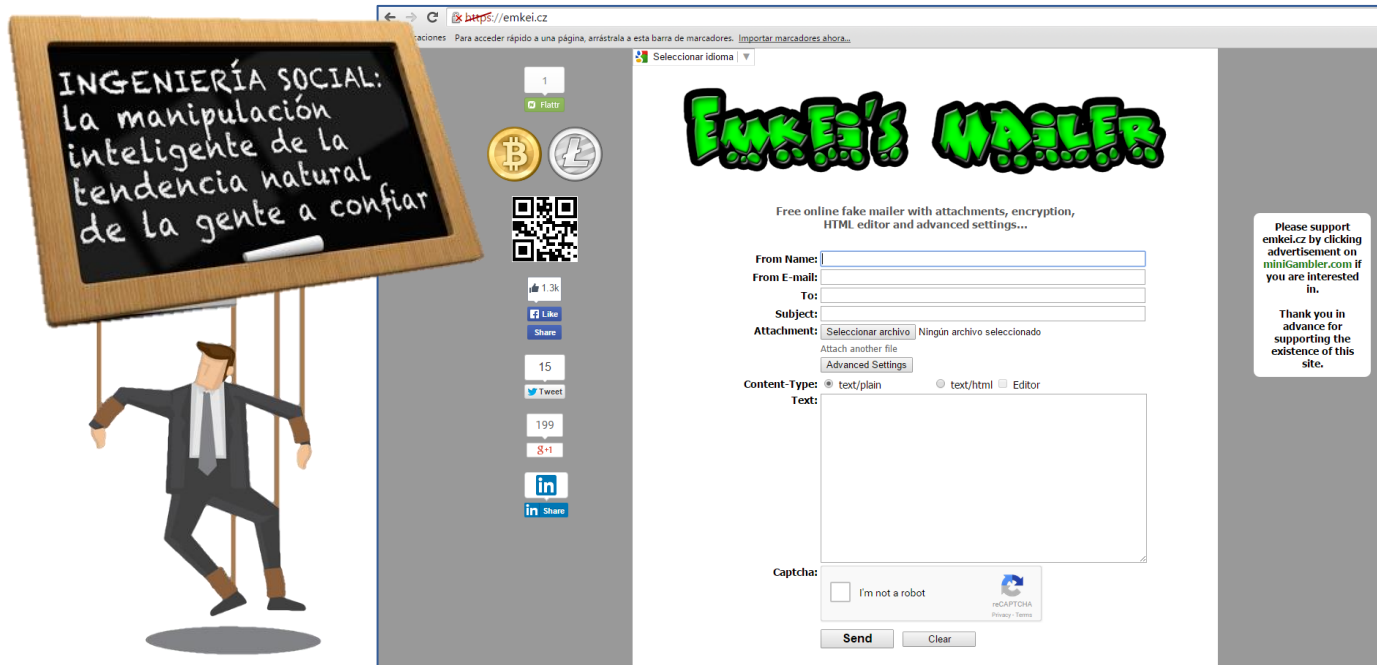 INGENIERÍA SOCIAL:
la manipulación
inteligente de la
tendencia natural
de la gente a confiar
https://emkei.cz
aciones Para acceder rápido a una página, arrástrala a esta barra de marcadores. Importar marcadores ahora...
Seleccionar idioma
1
Flattr
1.3k
Like
Share
15
Tweet
199
g+1
in
in Share
EMKEI'S MAILER
Free online fake mailer with attachments, encryption,
HTML editor and advanced settings...
From Name:
From E-mail:
To:
Subject:
Attachment: Seleccionar archivo Ningún archivo seleccionado
Attach another file
Advanced Settings
Content-Type: text/plain text/html Editor
Text:
Captcha:
I'm not a robot
reCAPTCHA
Privacy - Terms
Send Clear
Please support
emkei.cz by clicking
advertisement on
miniGambler.com if
you are interested
in.
Thank you in
advance for
supporting the
existence of this
site.